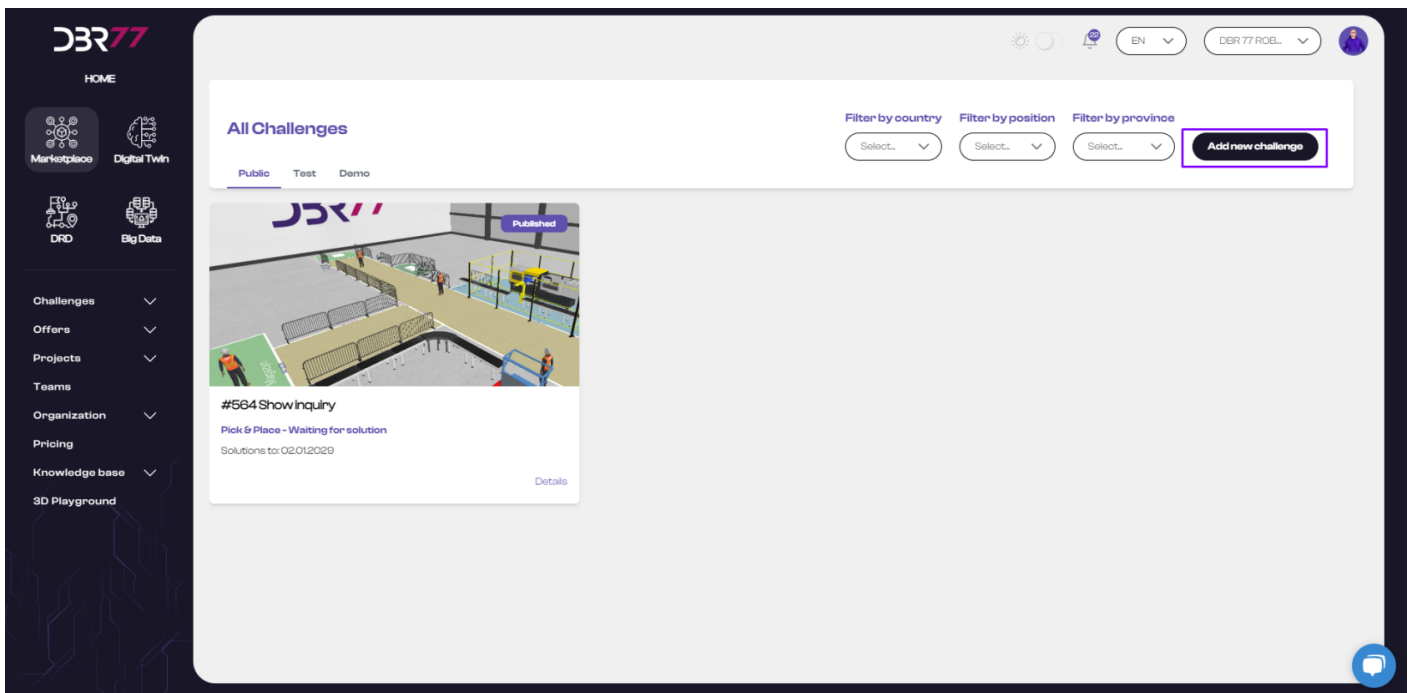 DBR77
HOME
Marketplace
Digital Twin
DRD
Big Data
Challenges
Offers
Projects
Teams
Organization
Pricing
Knowledge base
3D Playground
EN
DBR 77 ROB...
All Challenges
Filter by country
Filter by position
Filter by province
Select...
Select...
Select...
Add new challenge
Public
Test
Demo
DBR77
Published
#564 Show inquiry
Pick & Place - Waiting for solution
Solutions to: 02.01.2029
Details